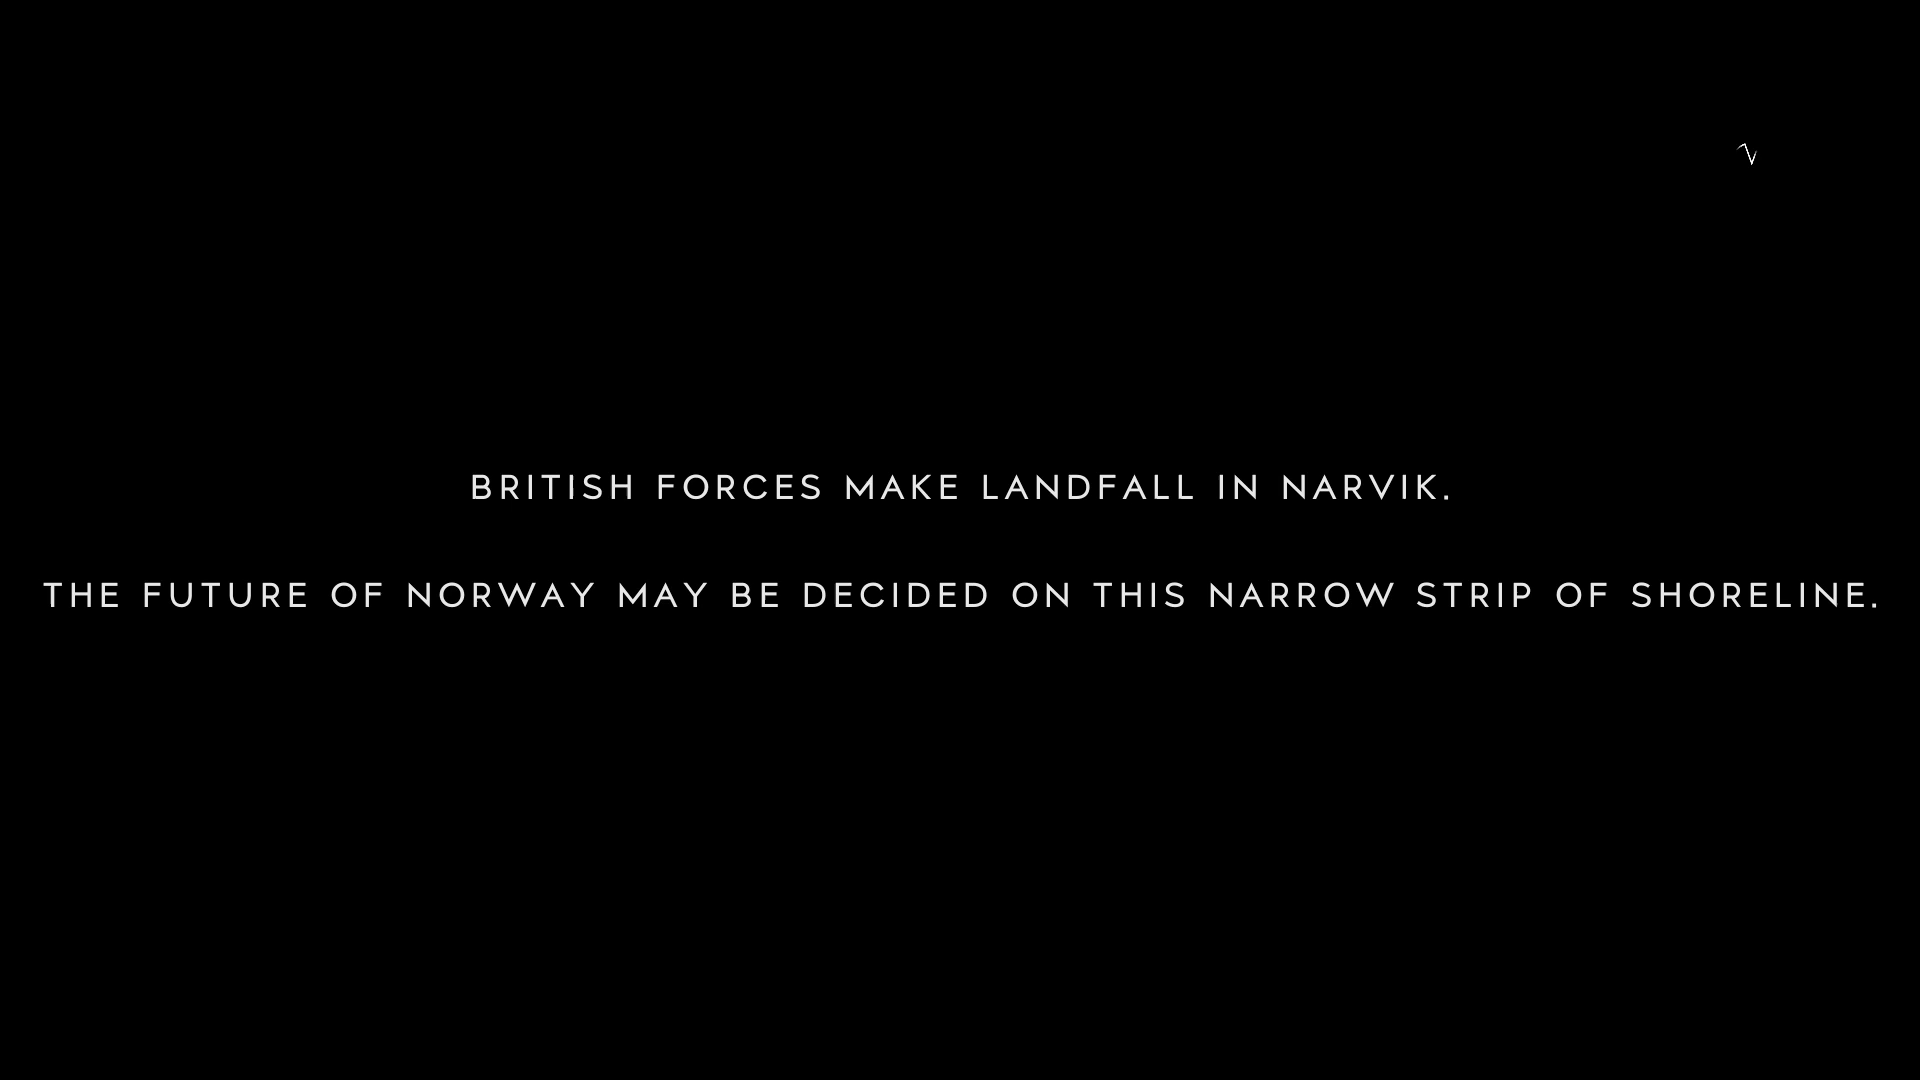 BRITISH FORCES MAKE LANDFALL IN NARVIK.
THE FUTURE OF NORWAY MAY BE DECIDED ON THIS NARROW STRIP OF SHORELINE.